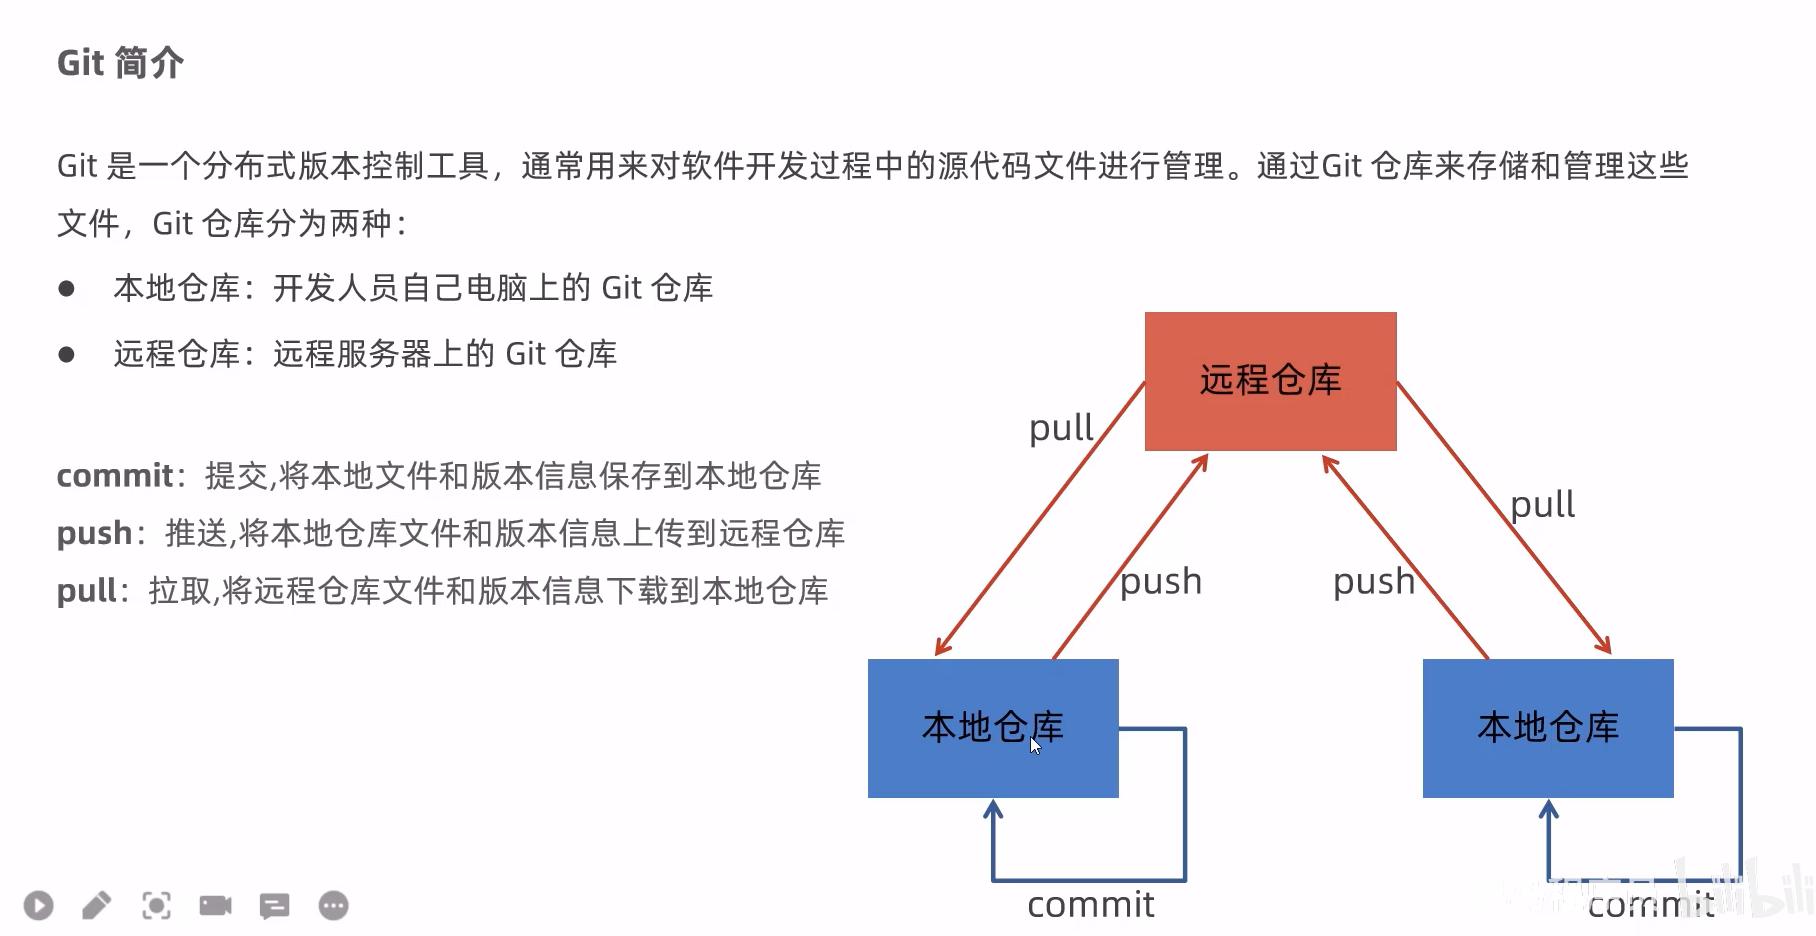 Git 简介
Git 是一个分布式版本控制工具，通常用来对软件开发过程中的源代码文件进行管理。通过Git 仓库来存储和管理这些
文件，Git 仓库分为两种：
● 本地仓库：开发人员自己电脑上的 Git 仓库
● 远程仓库：远程服务器上的 Git 仓库
commit：提交,将本地文件和版本信息保存到本地仓库
push：推送,将本地仓库文件和版本信息上传到远程仓库
pull：拉取,将远程仓库文件和版本信息下载到本地仓库
远程仓库
pull
pull
push
push
本地仓库
本地仓库
commit
commit
bilibili